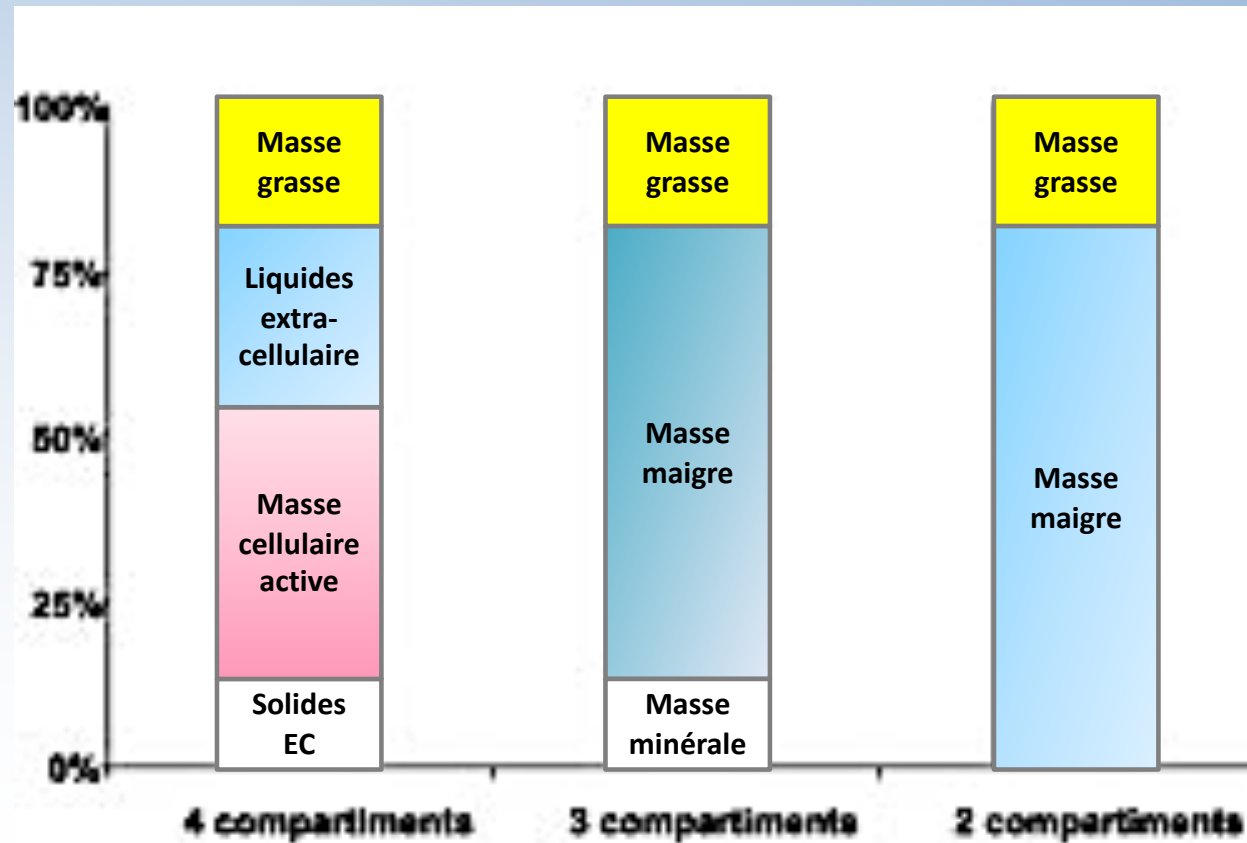 100%
75%
50%
25%
0%
Masse
grasse
Liquides
extra-
cellulaire
Masse
cellulaire
active
Solides
EC
Masse
grasse
Masse
maigre
Masse
minérale
Masse
grasse
Masse
maigre
4 compartiments
3 compartiments
2 compartiments